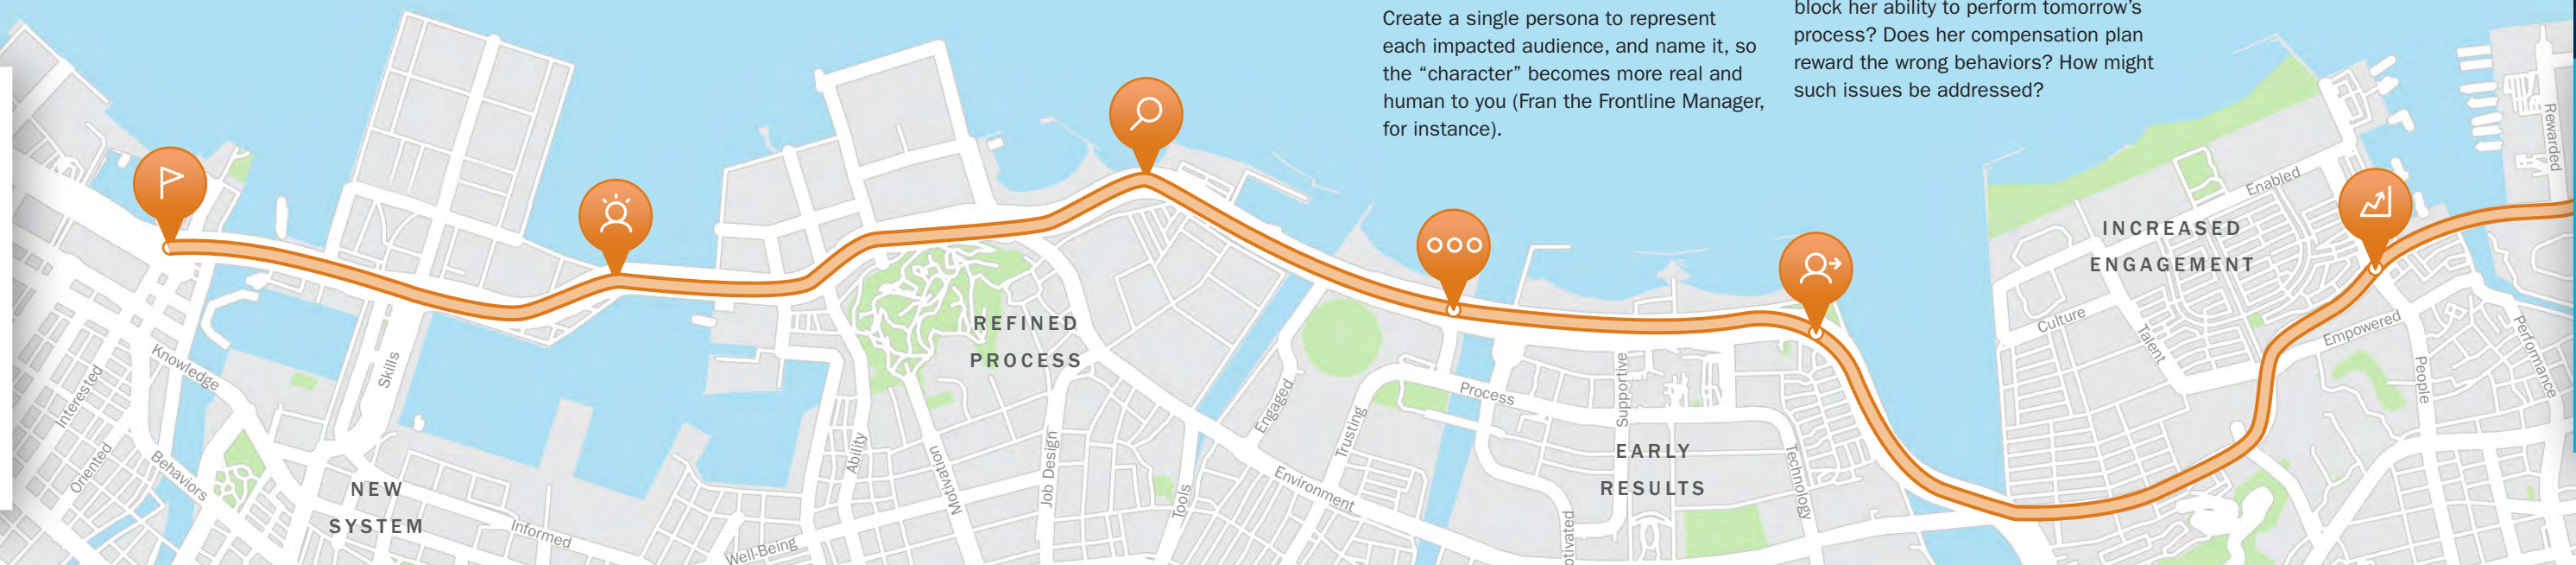 Create a single persona to represent
each impacted audience, and name it, so
the “character” becomes more real and
human to you (Fran the Frontline Manager,
for instance).
block her ability to perform tomorrow’s
process? Does her compensation plan
reward the wrong behaviors? How might
such issues be addressed?
Interested
Oriented
Knowledge
Behaviors
Skills
NEW
SYSTEM
Informed
Well-Being
Ability
Motivation
REFINED
PROCESS
Job Design
Tools
Engaged
Environment
Trusting
Process
Supportive
EARLY
RESULTS
Technology
INCREASED
ENGAGEMENT
Enabled
Culture
Talent
Empowered
People
Performance
Rewarded